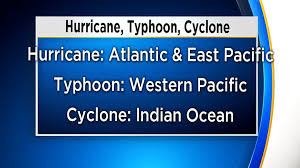 Hurricane, Typhoon, Cyclone
Hurricane: Atlantic & East Pacific
Typhoon: Western Pacific
Cyclone: Indian Ocean